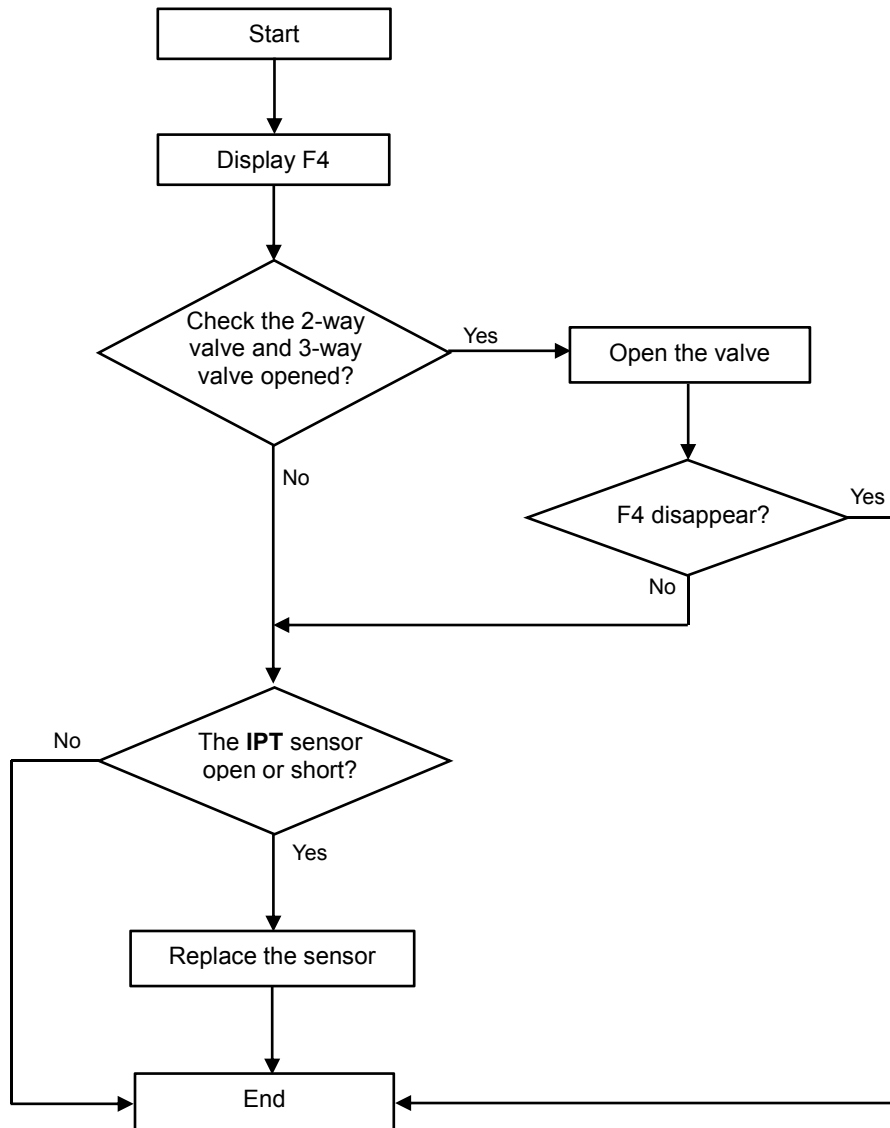 Start
Display F4
Check the 2-way
valve and 3-way
valve opened?
Yes
Open the valve
No
F4 disappear?
Yes
No
No
The IPT sensor
open or short?
Yes
Replace the sensor
End